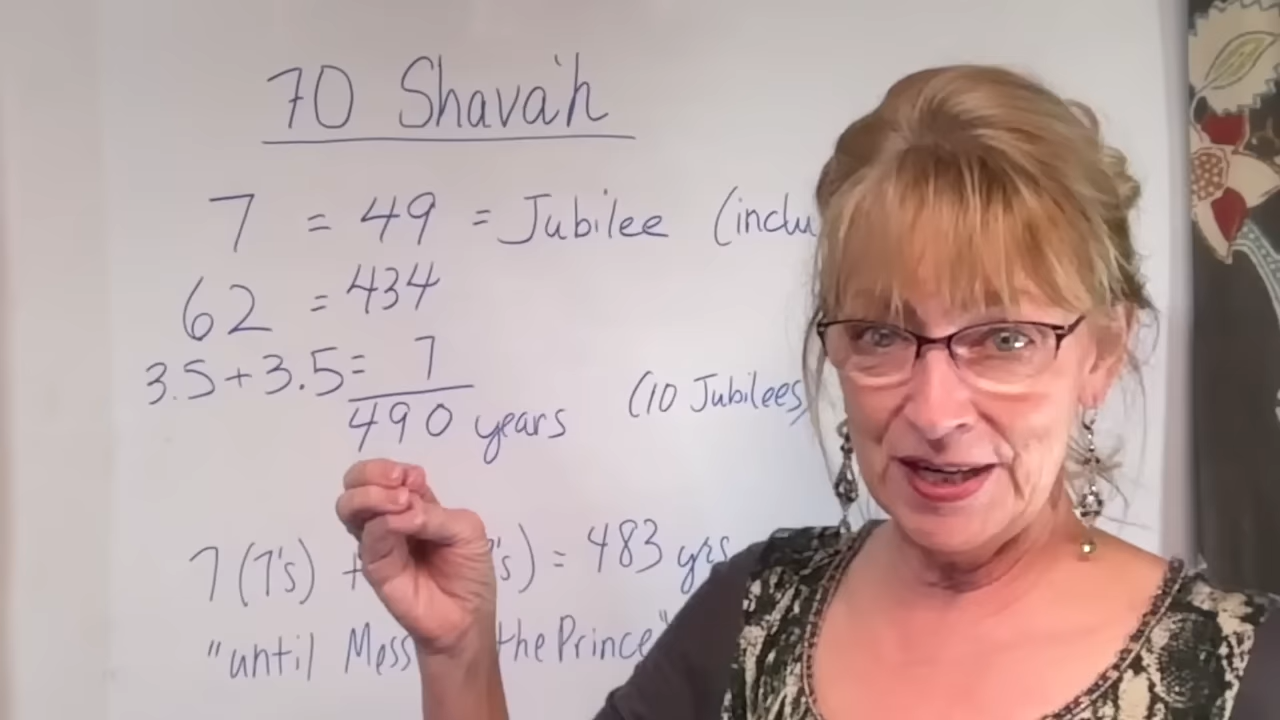 70 Shava'h
7 = 49 = Jubilee (inclu
62 = 434
3.5+3.5= 7
490 years (10 Jubilees)
7(7's) + 's) = 483 yrs
"until Mess the Prince"